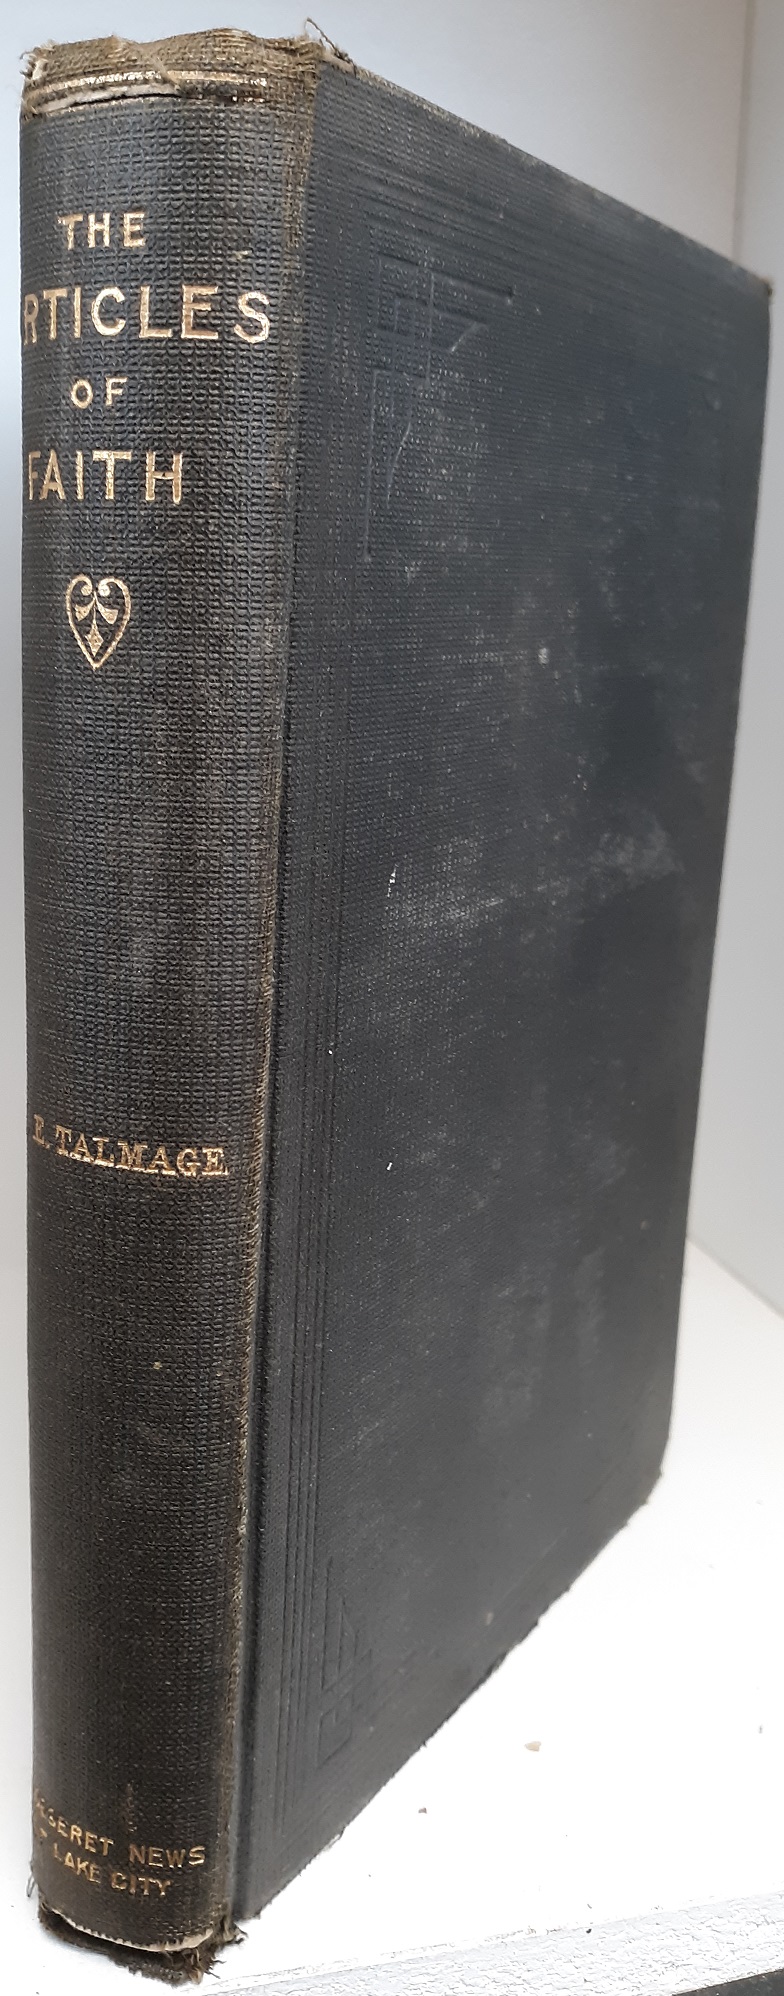 THE
RTICLES
OF
FAITH
E. TALMAGE
ESERET NEWS
LAKE CITY